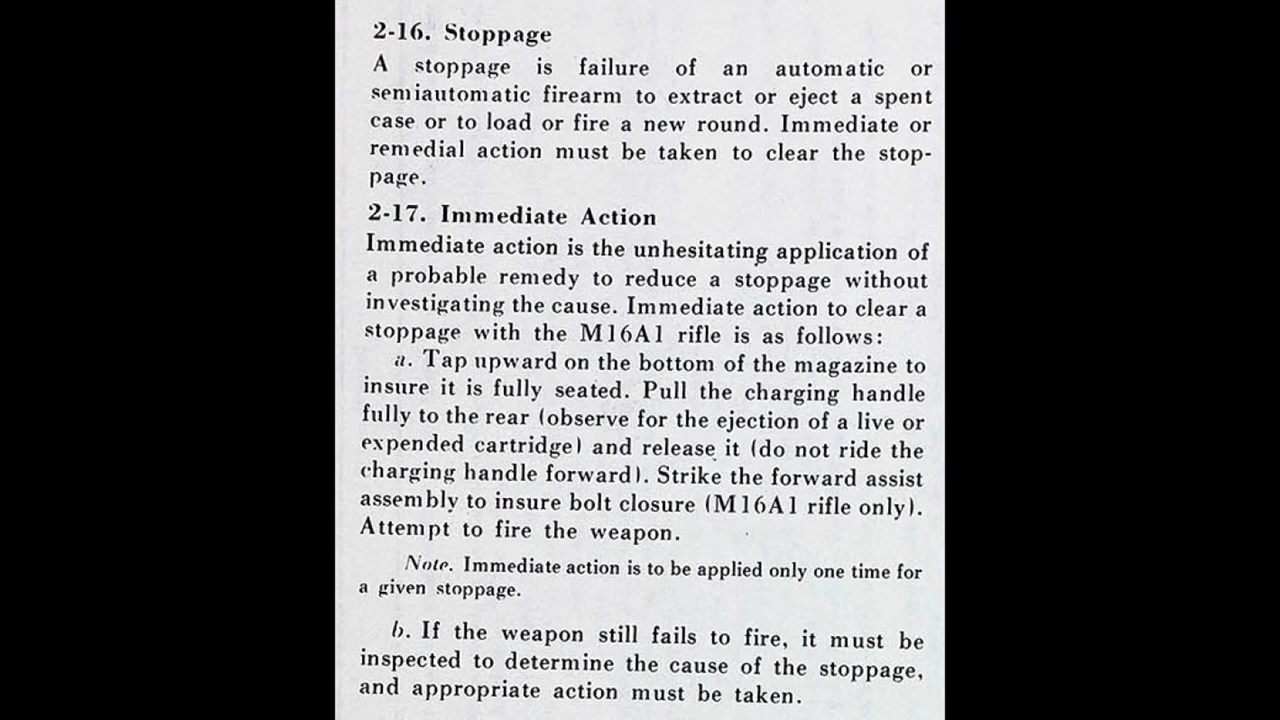 2-16. Stoppage
A stoppage is failure of an automatic or
semiautomatic firearm to extract or eject a spent
case or to load or fire a new round. Immediate or
remedial action must be taken to clear the stop-
page.
2-17. Immediate Action
Immediate action is the unhesitating application of
a probable remedy to reduce a stoppage without
investigating the cause. Immediate action to clear a
stoppage with the M16A1 rifle is as follows:
a. Tap upward on the bottom of the magazine to
insure it is fully seated. Pull the charging handle
fully to the rear (observe for the ejection of a live or
expended cartridge) and release it (do not ride the
charging handle forward). Strike the forward assist
assembly to insure bolt closure (M16A1 rifle only).
Attempt to fire the weapon.
Note. Immediate action is to be applied only one time for
a given stoppage.
b. If the weapon still fails to fire, it must be
inspected to determine the cause of the stoppage,
and appropriate action must be taken.